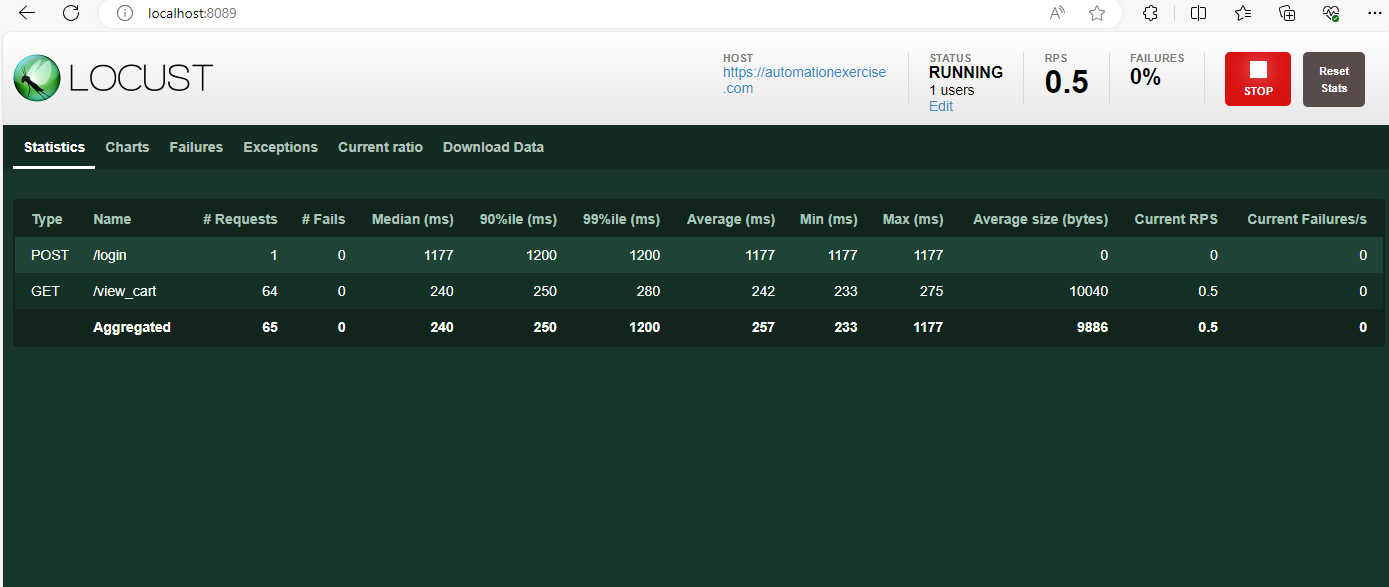 localhost:8089
LOCUST
HOST
https://automationexercise
.com
STATUS
RUNNING
1 users
Edit
RPS
0.5
FAILURES
0%
STOP
Reset
Stats
Statistics Charts Failures Exceptions Current ratio Download Data
Type Name # Requests # Fails Median (ms) 90%ile (ms) 99%ile (ms) Average (ms) Min (ms) Max (ms) Average size (bytes) Current RPS Current Failures/s
POST /login 1 0 1177 1200 1200 1177 1177 1177 0 0 0
GET /view_cart 64 0 240 250 280 242 233 275 10040 0.5 0
Aggregated 65 0 240 250 1200 257 233 1177 9886 0.5 0